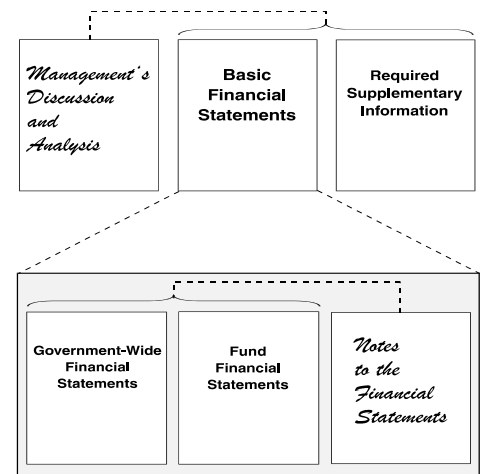 Management's
Discussion
and
Analysis
Basic
Financial
Statements
Required
Supplementary
Information
Government-Wide
Financial
Statements
Fund
Financial
Statements
Notes
to the
Financial
Statements